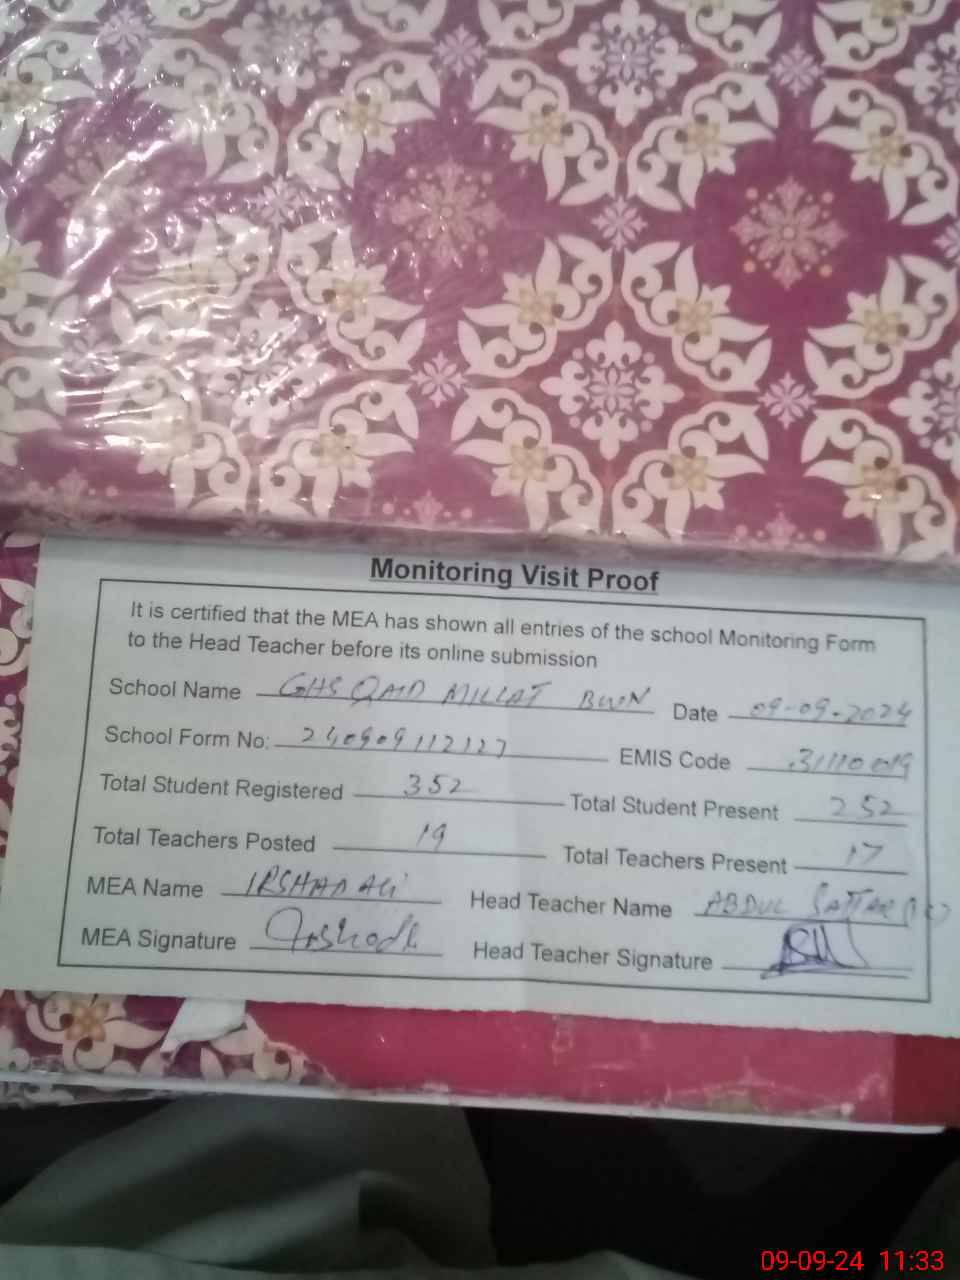 Monitoring Visit Proof
It is certified that the MEA has shown all entries of the school Monitoring Form
to the Head Teacher before its online submission
School Name GHS QAID MILLAT BWN Date 09-09-2024
School Form No: 240909112127 EMIS Code 31110019
Total Student Registered 352 Total Student Present 252
Total Teachers Posted 19 Total Teachers Present 17
MEA Name IRSHAD Ali Head Teacher Name ABDUL SATTAR
MEA Signature Irshad Head Teacher Signature
09-09-24 11:33